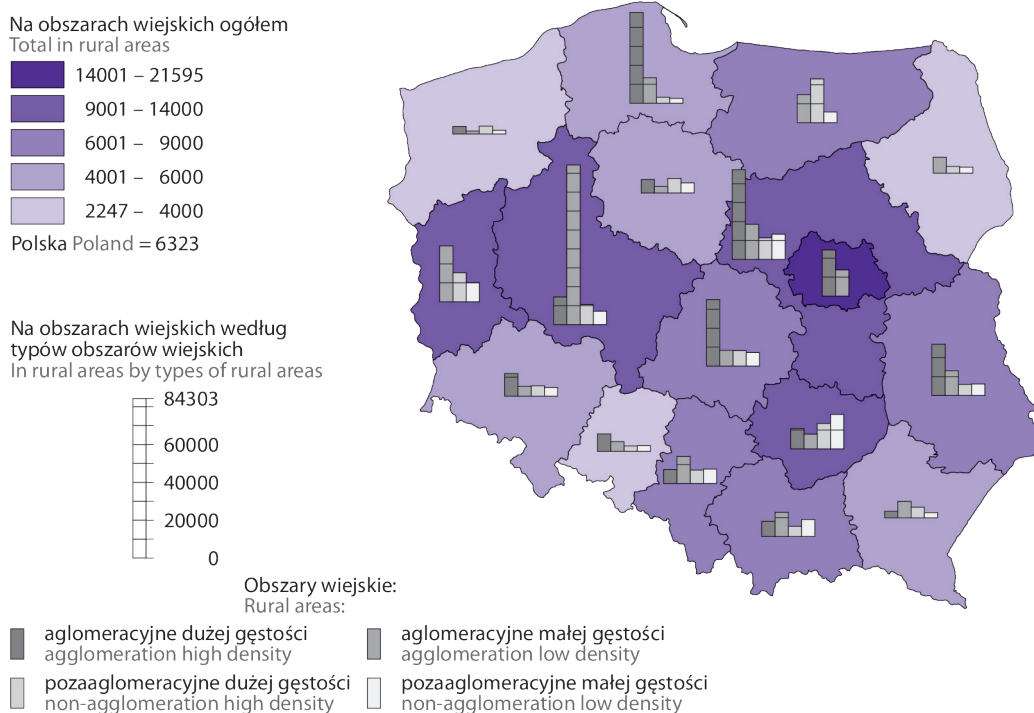 Na obszarach wiejskich ogółem
Total in rural areas
14001 – 21595
9001 – 14000
6001 – 9000
4001 – 6000
2247 – 4000
Polska Poland = 6323
Na obszarach wiejskich według
typów obszarów wiejskich
In rural areas by types of rural areas
84303
60000
40000
20000
0
Obszary wiejskie:
Rural areas:
aglomeracyjne dużej gęstości
agglomeration high density
aglomeracyjne małej gęstości
agglomeration low density
pozaaglomeracyjne dużej gęstości
non-agglomeration high density
pozaaglomeracyjne małej gęstości
non-agglomeration low density